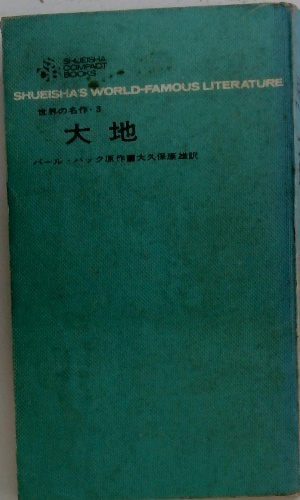 SHUEISHA
COMPACT
BOOKS
SHUEISHA'S WORLD-FAMOUS LITERATURE
世界の名作・3
大地
パール・バック原作■大久保康雄訳